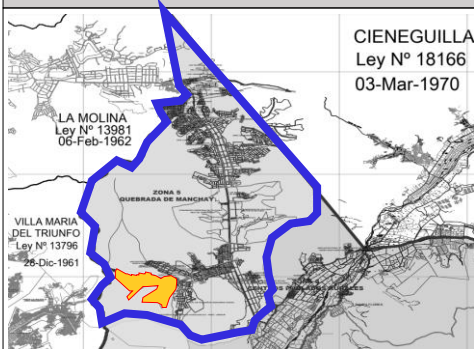 CIENEGUILLA
Ley Nº 18166
03-Mar-1970
LA MOLINA
Ley Nº 13981
06-Feb-1962
ZONA 5
QUEBRADA DE MANCHAY
VILLA MARIA
DEL TRIUNFO
Ley Nº 13796
28-Dic-1961